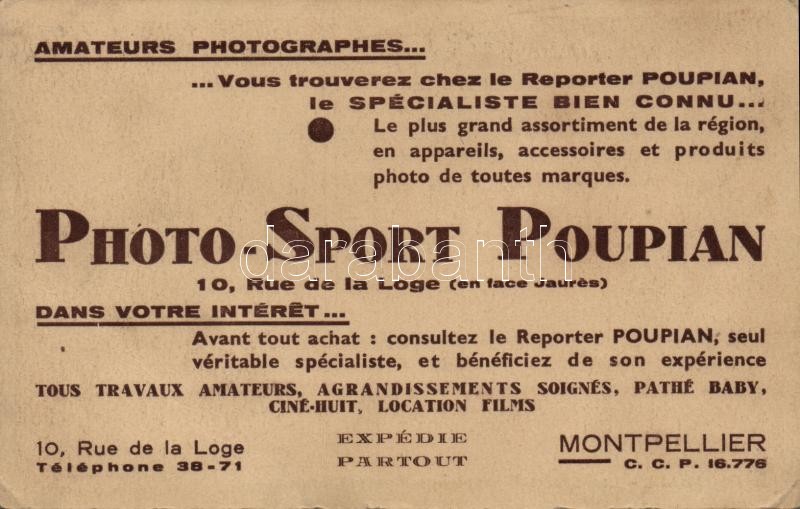 AMATEURS PHOTOGRAPHES...
...Vous trouverez chez le Reporter POUPIAN,
le SPÉCIALISTE BIEN CONNU...
Le plus grand assortiment de la région,
en appareils, accessoires et produits
photo de toutes marques.
PHOTO-SPORT POUPIAN
darabanth.com
10, Rue de la Loge (en face Jaurès)
DANS VOTRE INTÉRÊT...
Avant tout achat : consultez le Reporter POUPIAN, seul
véritable spécialiste, et bénéficiez de son expérience
TOUS TRAVAUX AMATEURS, AGRANDISSEMENTS SOIGNÉS, PATHÉ BABY,
CINÉ-HUIT, LOCATION FILMS
10, Rue de la Loge
Téléphone 38-71
EXPÉDIE
PARTOUT
MONTPELLIER
C. C. P. 16.776